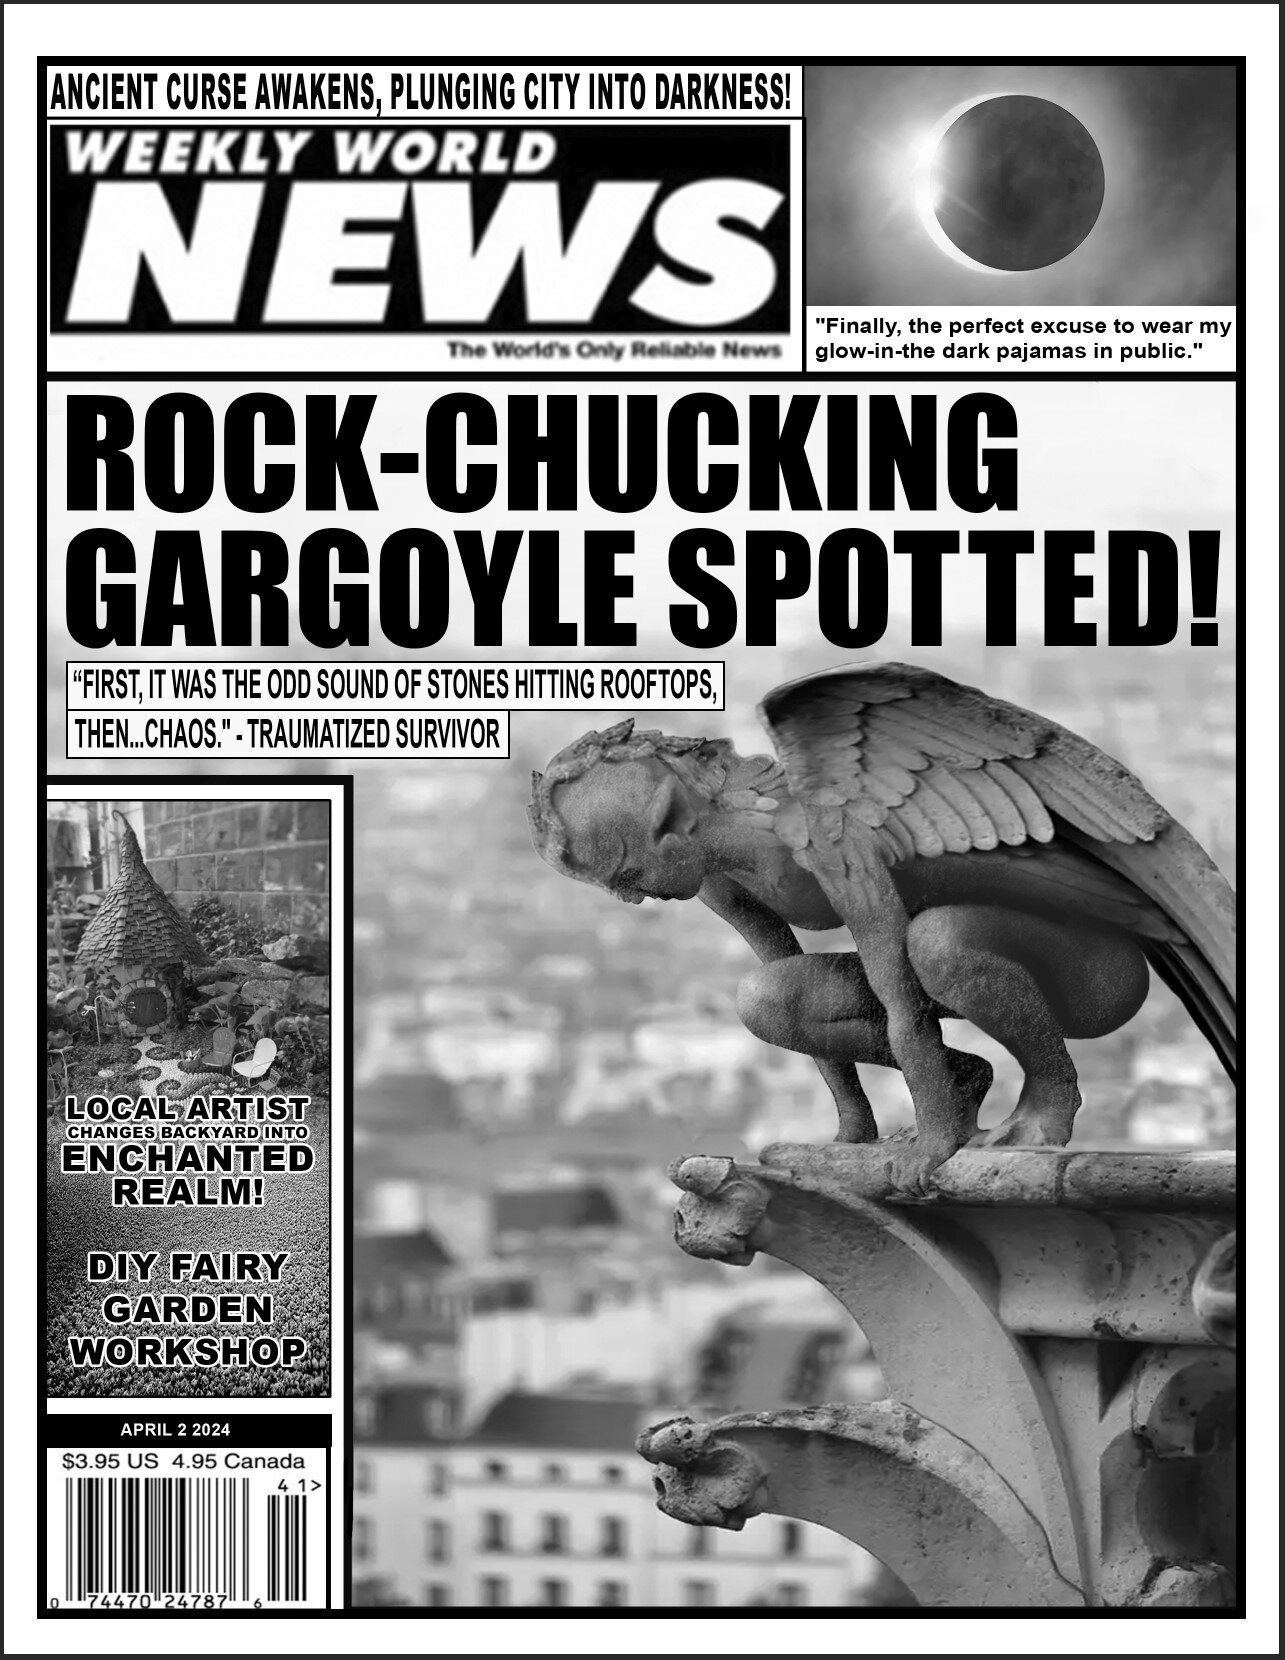 ANCIENT CURSE AWAKENS, PLUNGING CITY INTO DARKNESS!
WEEKLY WORLD
NEWS
The World's Only Reliable News
"Finally, the perfect excuse to wear my
glow-in-the dark pajamas in public."
ROCK-CHUCKING
GARGOYLE SPOTTED!
“FIRST, IT WAS THE ODD SOUND OF STONES HITTING ROOFTOPS,
THEN...CHAOS." - TRAUMATIZED SURVIVOR
LOCAL ARTIST
CHANGES BACKYARD INTO
ENCHANTED
REALM!
DIY FAIRY
GARDEN
WORKSHOP
APRIL 2 2024
$3.95 US 4.95 Canada
41>
0 74470 24787 6